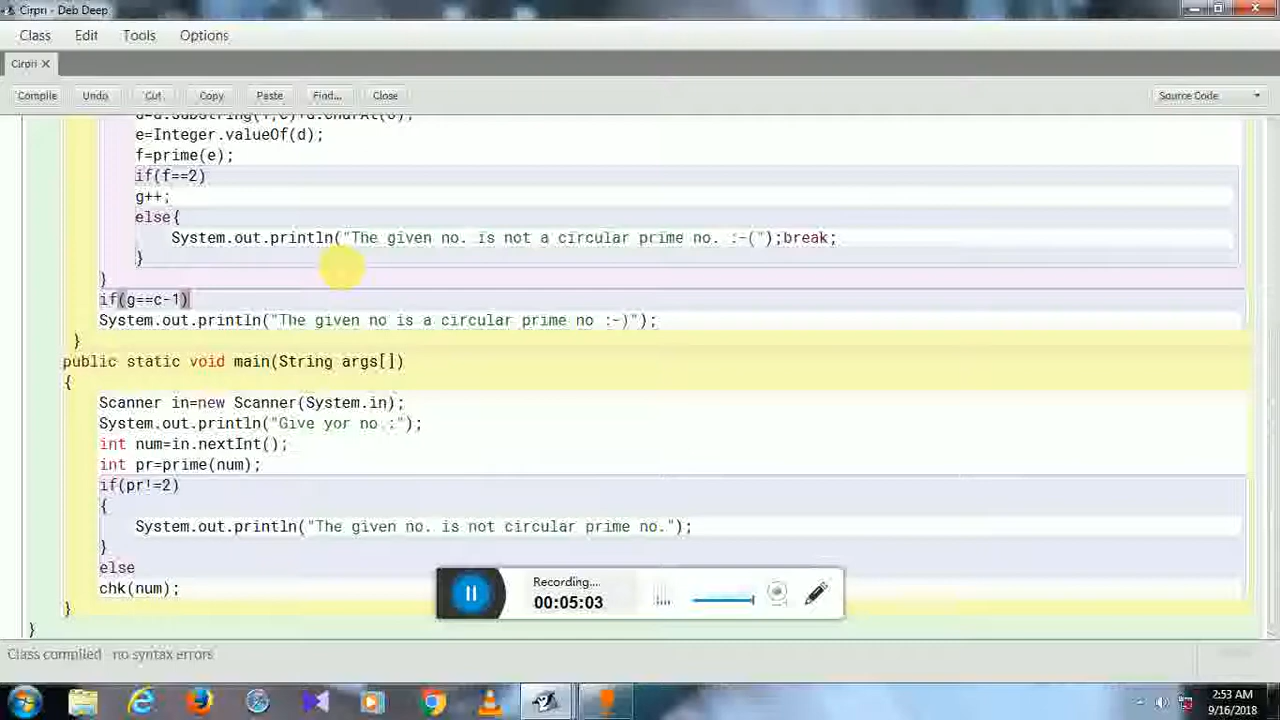 Cirpri - Deb Deep
Class Edit Tools Options
Cirpri X
Compile Undo Cut Copy Paste Find... Close Source Code
e=Integer.valueOf(d);
f=prime(e);
if(f==2)
g++;
else{
System.out.println("The given no. is not a circular prime no. :-(");break;
}
}
if(g==c-1)
System.out.println("The given no is a circular prime no :-)");
}
public static void main(String args[])
{
Scanner in=new Scanner(System.in);
System.out.println("Give yor no.:");
int num=in.nextInt();
int pr=prime(num);
if(pr!=2)
{
System.out.println("The given no. is not circular prime no.");
}
else
chk(num);
}
}
Recording....
00:05:03
Class compiled no syntax errors
2:53 AM
9/16/2018